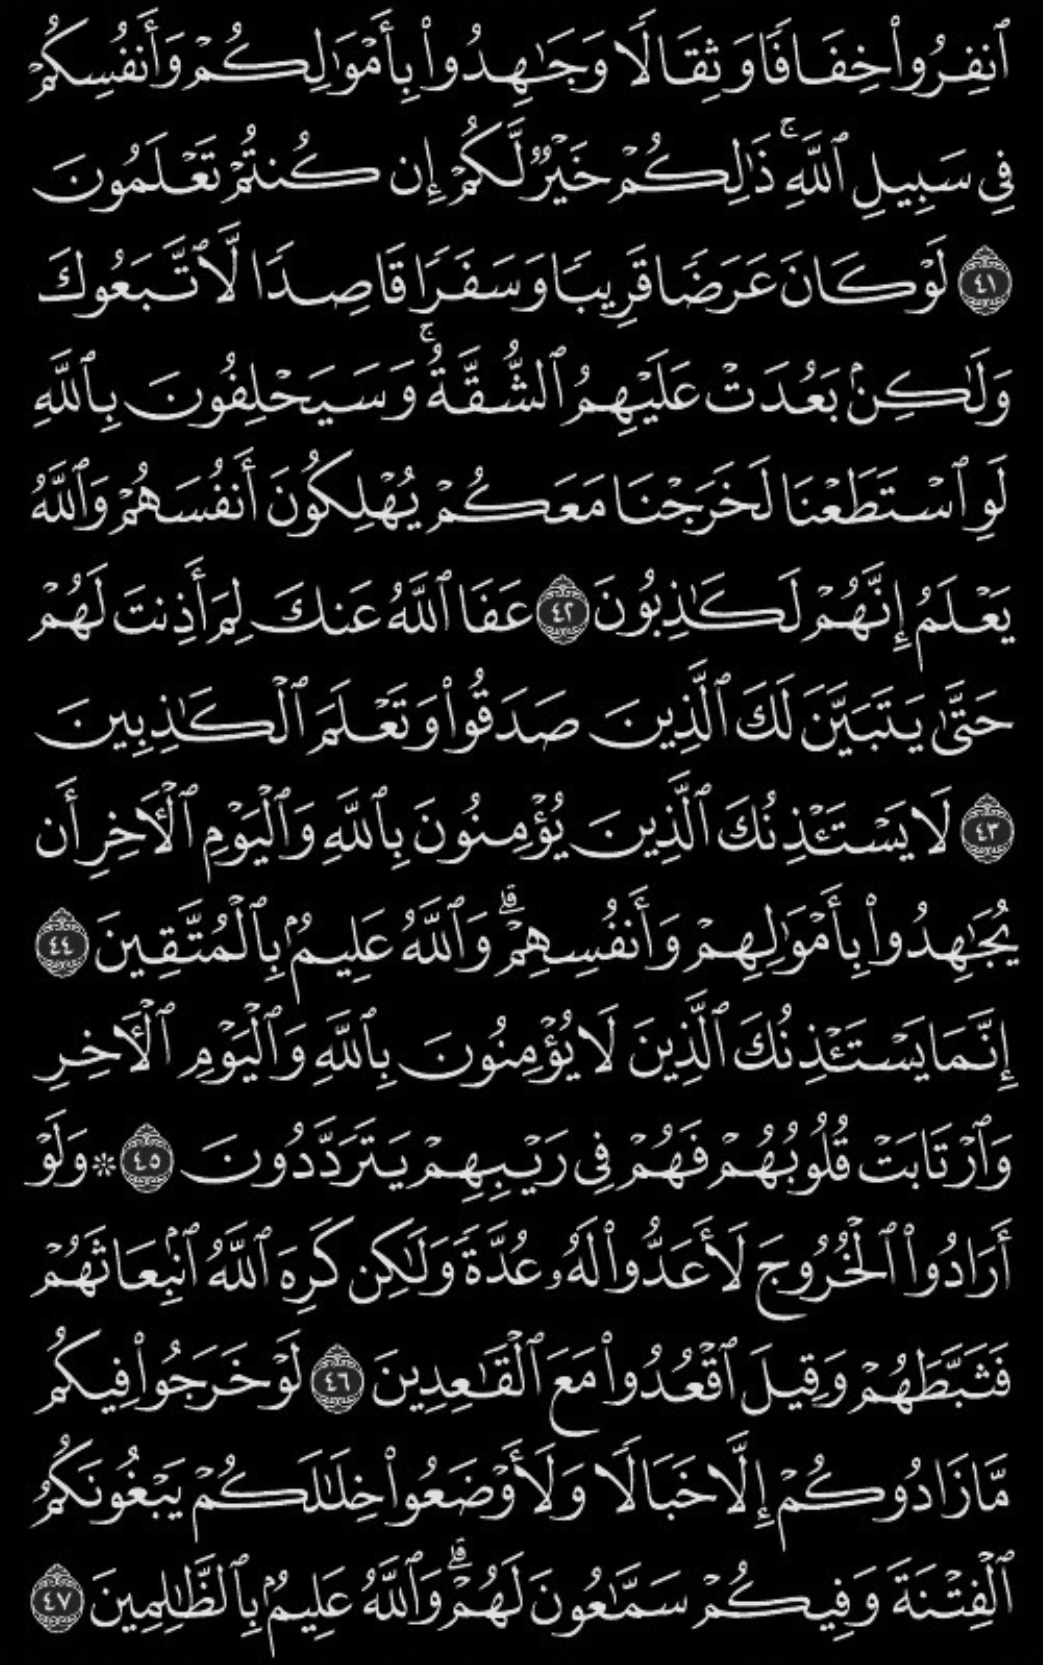 ٱنفِرُوا۟ خِفَافًا وَثِقَالًا وَجَـٰهِدُوا۟ بِأَمْوَٰلِكُمْ وَأَنفُسِكُمْ
فِى سَبِيلِ ٱللَّهِ ۚ ذَٰلِكُمْ خَيْرٌ لَّكُمْ إِن كُنتُمْ تَعْلَمُونَ
٤١ لَوْ كَانَ عَرَضًا قَرِيبًا وَسَفَرًا قَاصِدًا لَّٱتَّبَعُوكَ
وَلَـٰكِنۢ بَعُدَتْ عَلَيْهِمُ ٱلشُّقَّةُ ۚ وَسَيَحْلِفُونَ بِٱللَّهِ
لَوِ ٱسْتَطَعْنَا لَخَرَجْنَا مَعَكُمْ يُهْلِكُونَ أَنفُسَهُمْ وَٱللَّهُ
يَعْلَمُ إِنَّهُمْ لَكَـٰذِبُونَ ٤٢ عَفَا ٱللَّهُ عَنكَ لِمَ أَذِنتَ لَهُمْ
حَتَّىٰ يَتَبَيَّنَ لَكَ ٱلَّذِينَ صَدَقُوا۟ وَتَعْلَمَ ٱلْكَـٰذِبِينَ
٤٣ لَا يَسْتَـْٔذِنُكَ ٱلَّذِينَ يُؤْمِنُونَ بِٱللَّهِ وَٱلْيَوْمِ ٱلْـَٔاخِرِ أَن
يُجَـٰهِدُوا۟ بِأَمْوَٰلِهِمْ وَأَنفُسِهِمْ ۗ وَٱللَّهُ عَلِيمٌۢ بِٱلْمُتَّقِينَ ٤٤
إِنَّمَا يَسْتَـْٔذِنُكَ ٱلَّذِينَ لَا يُؤْمِنُونَ بِٱللَّهِ وَٱلْيَوْمِ ٱلْـَٔاخِرِ
وَٱرْتَابَتْ قُلُوبُهُمْ فَهُمْ فِى رَيْبِهِمْ يَتَرَدَّدُونَ ٤٥ * وَلَوْ
أَرَادُوا۟ ٱلْخُرُوجَ لَأَعَدُّوا۟ لَهُۥ عُدَّةً وَلَـٰكِن كَرِهَ ٱللَّهُ ٱنۢبِعَاثَهُمْ
فَثَبَّطَهُمْ وَقِيلَ ٱقْعُدُوا۟ مَعَ ٱلْقَـٰعِدِينَ ٤٦ لَوْ خَرَجُوا۟ فِيكُم
مَّا زَادُوكُمْ إِلَّا خَبَالًا وَلَأَوْضَعُوا۟ خِلَـٰلَكُمْ يَبْغُونَكُمُ
ٱلْفِتْنَةَ وَفِيكُمْ سَمَّـٰعُونَ لَهُمْ ۗ وَٱللَّهُ عَلِيمٌۢ بِٱلظَّـٰلِمِينَ ٤٧